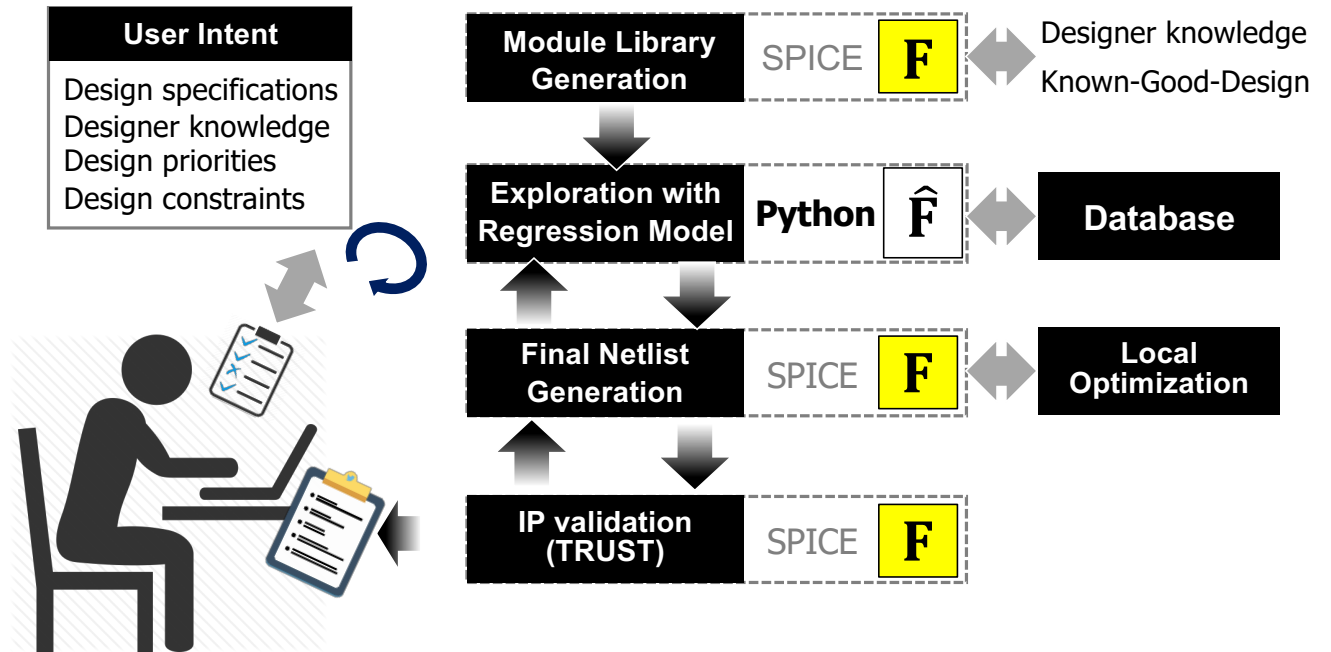 User Intent
Design specifications
Designer knowledge
Design priorities
Design constraints
Module Library
Generation
SPICE
F
Designer knowledge
Known-Good-Design
Exploration with
Regression Model
Python
F̂
Database
Final Netlist
Generation
SPICE
F
Local
Optimization
IP validation
(TRUST)
SPICE
F